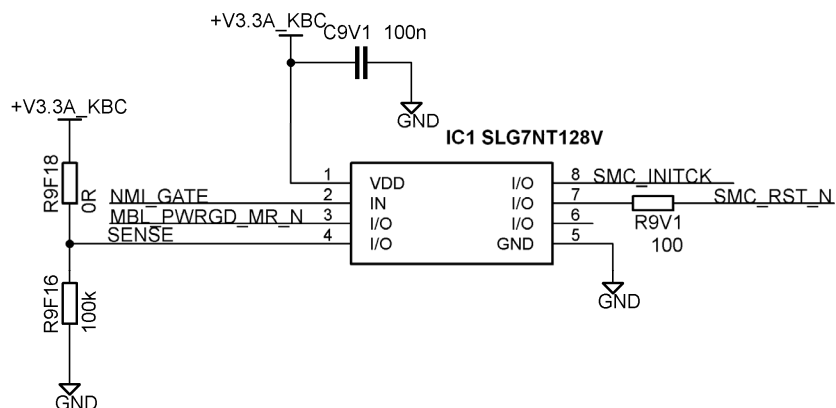 +V3.3A_KBC
C9V1 100n
GND
+V3.3A_KBC
IC1 SLG7NT128V
R9F18
0R
NMI_GATE
MBL_PWRGD_MR_N
SENSE
1
2
3
4
VDD
IN
I/O
I/O
I/O
I/O
I/O
GND
8
7
6
5
SMC_INITCK
SMC_RST_N
R9V1
100
GND
R9F16
100k
GND